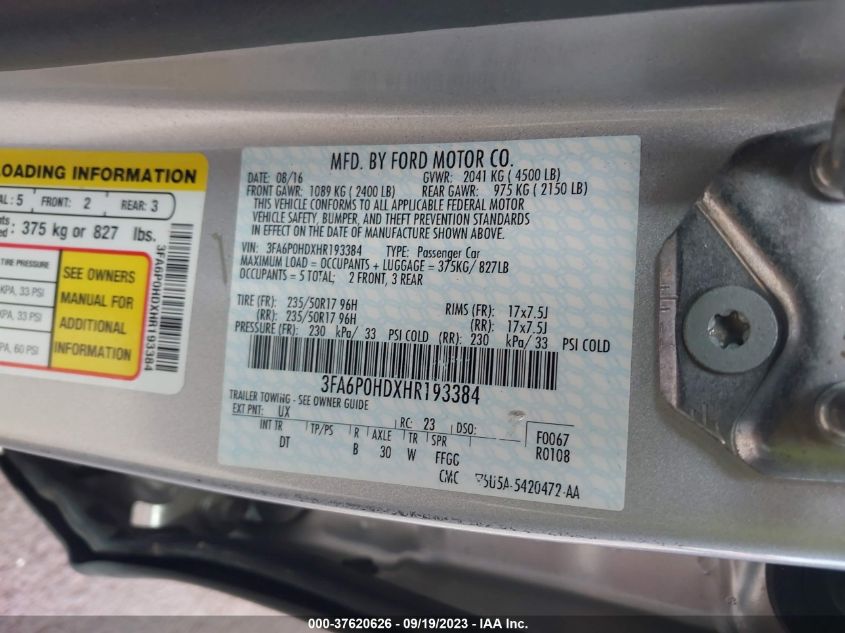 LOADING INFORMATION
AL: 5 FRONT: 2 REAR: 3
375 kg or 827 lbs.
TIRE PRESSURE
KPA, 33 PSI
KPA, 33 PSI
PA, 60 PSI
SEE OWNERS
MANUAL FOR
ADDITIONAL
INFORMATION
3FA6P0HDXHR193384
MFD. BY FORD MOTOR CO.
DATE: 08/16 GVWR: 2041 KG ( 4500 LB)
FRONT GAWR: 1089 KG ( 2400 LB) REAR GAWR: 975 KG ( 2150 LB)
THIS VEHICLE CONFORMS TO ALL APPLICABLE FEDERAL MOTOR
VEHICLE SAFETY, BUMPER, AND THEFT PREVENTION STANDARDS
IN EFFECT ON THE DATE OF MANUFACTURE SHOWN ABOVE.
VIN: 3FA6P0HDXHR193384 TYPE: Passenger Car
MAXIMUM LOAD = OCCUPANTS + LUGGAGE = 375KG/ 827LB
OCCUPANTS = 5 TOTAL; 2 FRONT, 3 REAR
TIRE (FR): 235/50R17 96H RIMS (FR): 17x7.5J
(RR): 235/50R17 96H (RR): 17x7.5J
PRESSURE (FR): 230 kPa/ 33 PSI COLD (RR): 230 kPa/ 33 PSI COLD
3FA6P0HDXHR193384
TRAILER TOWING - SEE OWNER GUIDE
EXT PNT: UX RC: 23 DSO: F0067
INT TR TP/PS R AXLE TR SPR R0108
DT B 30 W FFGG
CMC 5U5A-5420472-AA
000-37620626 - 09/19/2023 - IAA Inc.